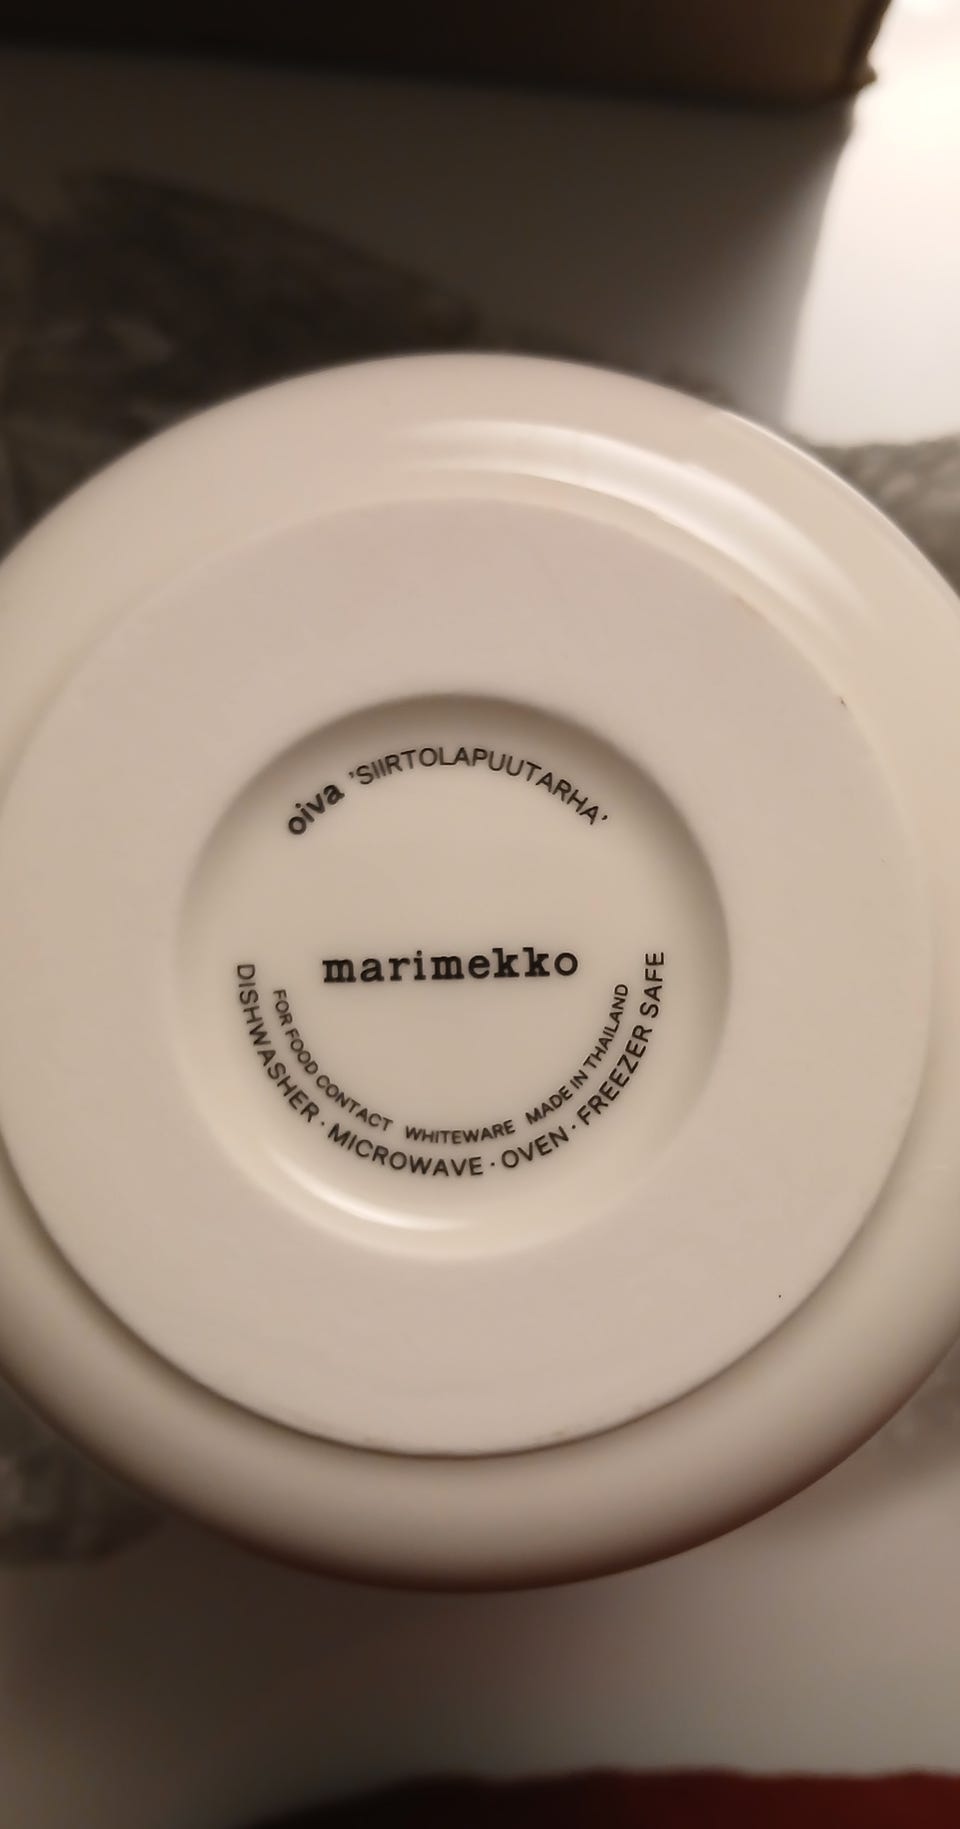 oiva 'SIIRTOLAPUUTARHA'
marimekko
FOR FOOD CONTACT WHITEWARE MADE IN THAILAND
DISHWASHER · MICROWAVE · OVEN · FREEZER SAFE